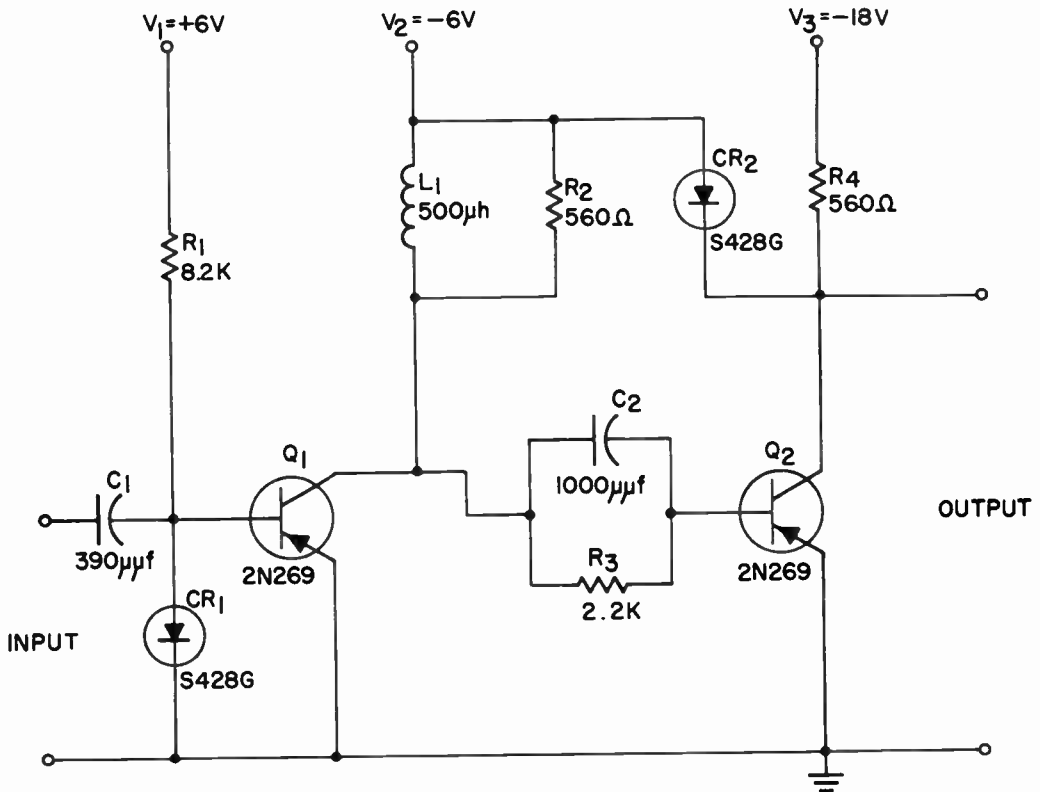 V1=+6V
V2=-6V
V3=-18V
CR2
R4
560Ω
L1
500μh
R2
560Ω
S428G
R1
8.2K
C2
Q1
1000μμf
Q2
C1
OUTPUT
390μμf
R3
2N269
2N269
2.2K
CR1
INPUT
S428G